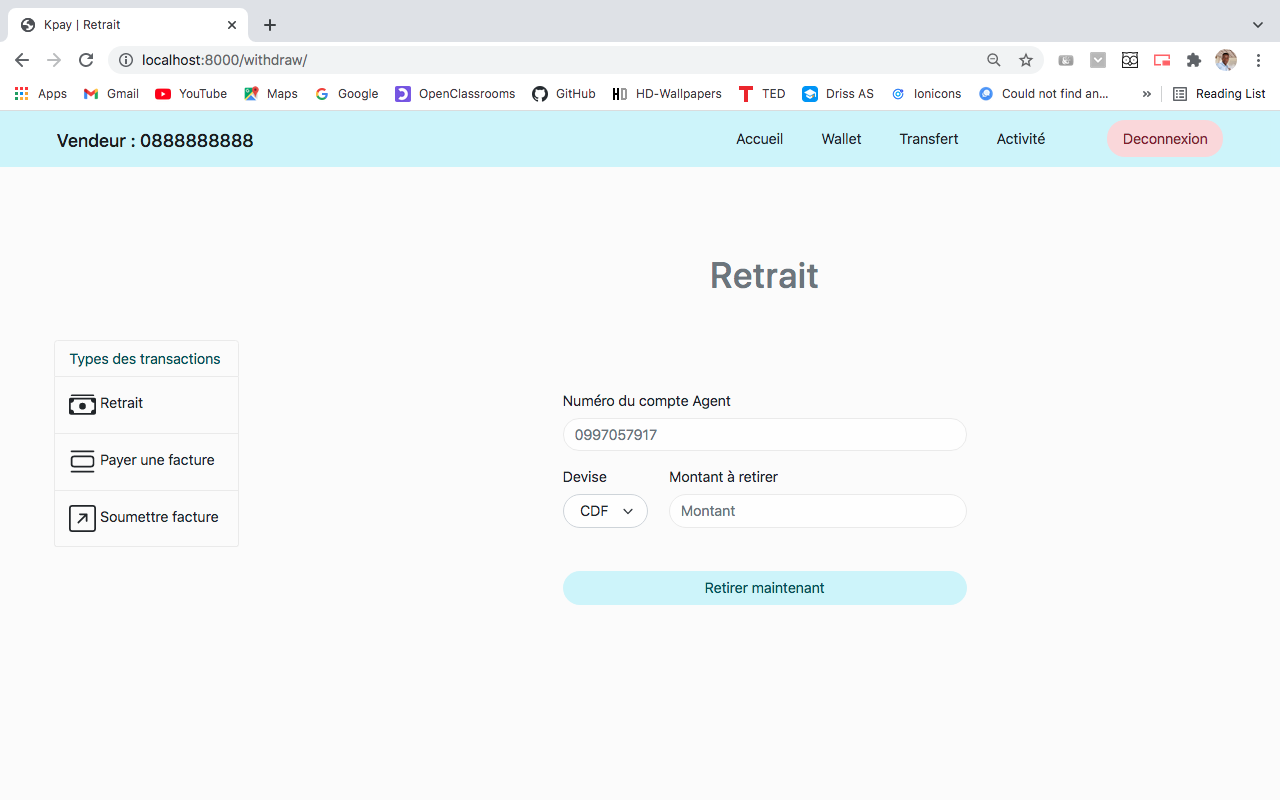 Kpay | Retrait
localhost:8000/withdraw/
Apps Gmail YouTube Maps Google OpenClassrooms GitHub HD-Wallpapers TED Driss AS Ionicons Could not find an... » Reading List
Vendeur : 0888888888 Accueil Wallet Transfert Activité Deconnexion
Retrait
Types des transactions
Retrait
Payer une facture
Soumettre facture
Numéro du compte Agent
0997057917
Devise Montant à retirer
CDF Montant
Retirer maintenant